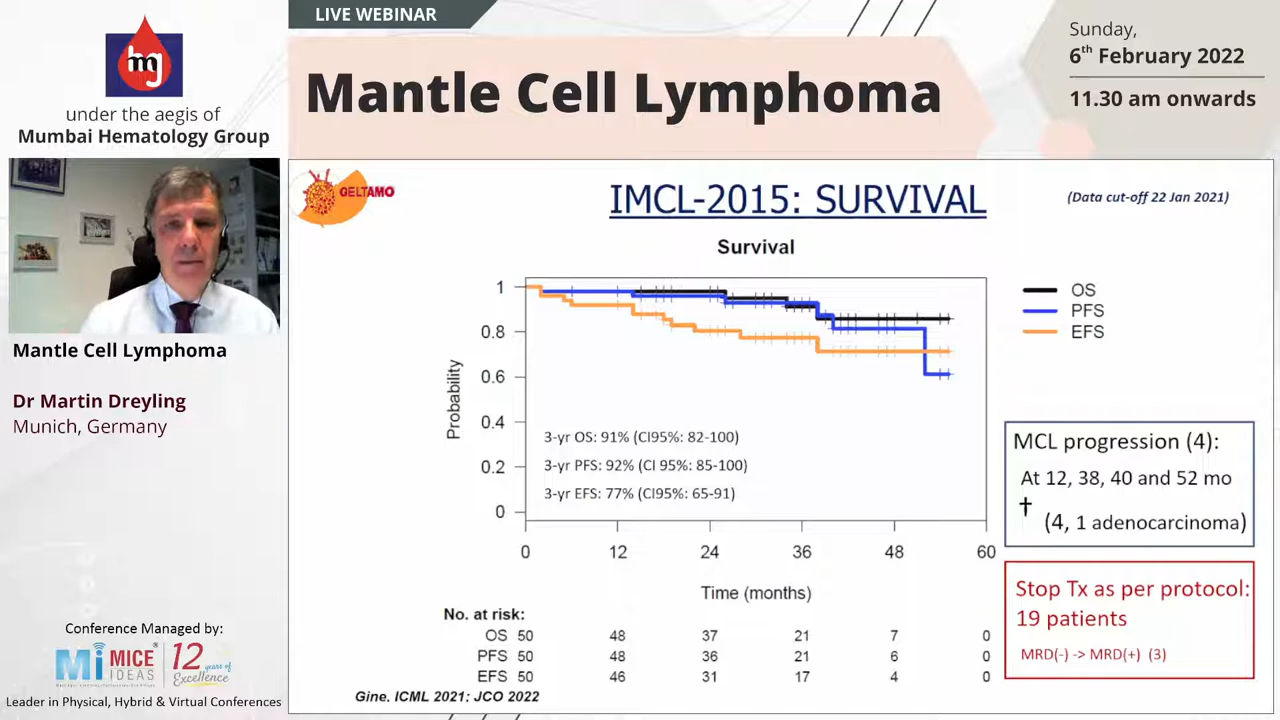 LIVE WEBINAR
hmg
under the aegis of
Mumbai Hematology Group
Mantle Cell Lymphoma
Sunday,
6th February 2022
11.30 am onwards
Mantle Cell Lymphoma
Dr Martin Dreyling
Munich, Germany
Conference Managed by:
Mi MICE IDEAS
12 years of Excellence
Leader in Physical, Hybrid & Virtual Conferences
GELTAMO
IMCL-2015: SURVIVAL
(Data cut-off 22 Jan 2021)
Survival
Probability
1
0.8
0.6
0.4
0.2
0
3-yr OS: 91% (CI95%: 82-100)
3-yr PFS: 92% (CI 95%: 85-100)
3-yr EFS: 77% (CI95%: 65-91)
0 12 24 36 48 60
Time (months)
OS
PFS
EFS
No. at risk:
OS 50 48 37 21 7 0
PFS 50 48 36 21 6 0
EFS 50 46 31 17 4 0
Gine. ICML 2021; JCO 2022
MCL progression (4):
At 12, 38, 40 and 52 mo
† (4, 1 adenocarcinoma)
Stop Tx as per protocol:
19 patients
MRD(-) -> MRD(+) (3)